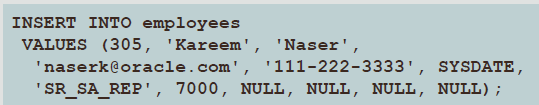 INSERT INTO employees
VALUES (305, 'Kareem', 'Naser',
'naserk@oracle.com', '111-222-3333', SYSDATE,
'SR_SA_REP', 7000, NULL, NULL, NULL, NULL);